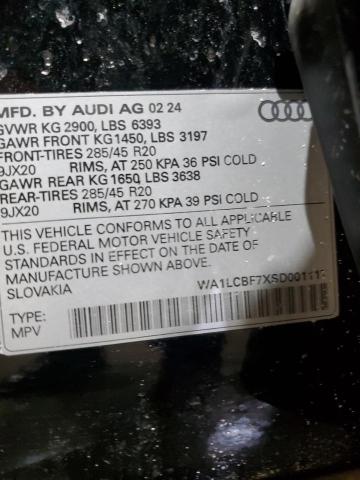 MFD. BY AUDI AG 02 24
GVWR KG 2900, LBS 6393
GAWR FRONT KG1450, LBS 3197
FRONT-TIRES 285/45 R20
9JX20 RIMS, AT 250 KPA 36 PSI COLD
GAWR REAR KG 1650, LBS 3638
REAR-TIRES 285/45 R20
9JX20 RIMS, AT 270 KPA 39 PSI COLD
THIS VEHICLE CONFORMS TO ALL APPLICABLE
U.S. FEDERAL MOTOR VEHICLE SAFETY
STANDARDS IN EFFECT ON THE DATE OF
MANUFACTURE SHOWN ABOVE.
SLOVAKIA
TYPE:
MPV